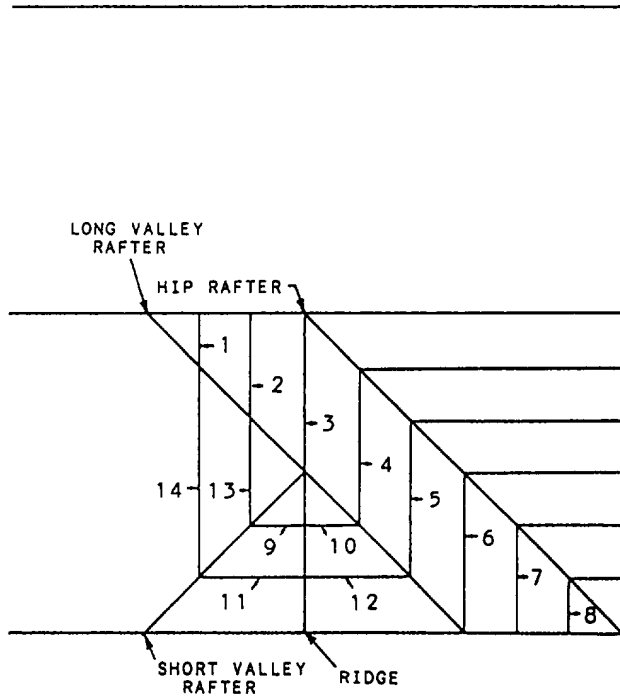 LONG VALLEY
RAFTER
HIP RAFTER
1
2
3
4
14
13
5
6
9
10
7
11
12
8
SHORT VALLEY
RAFTER
RIDGE